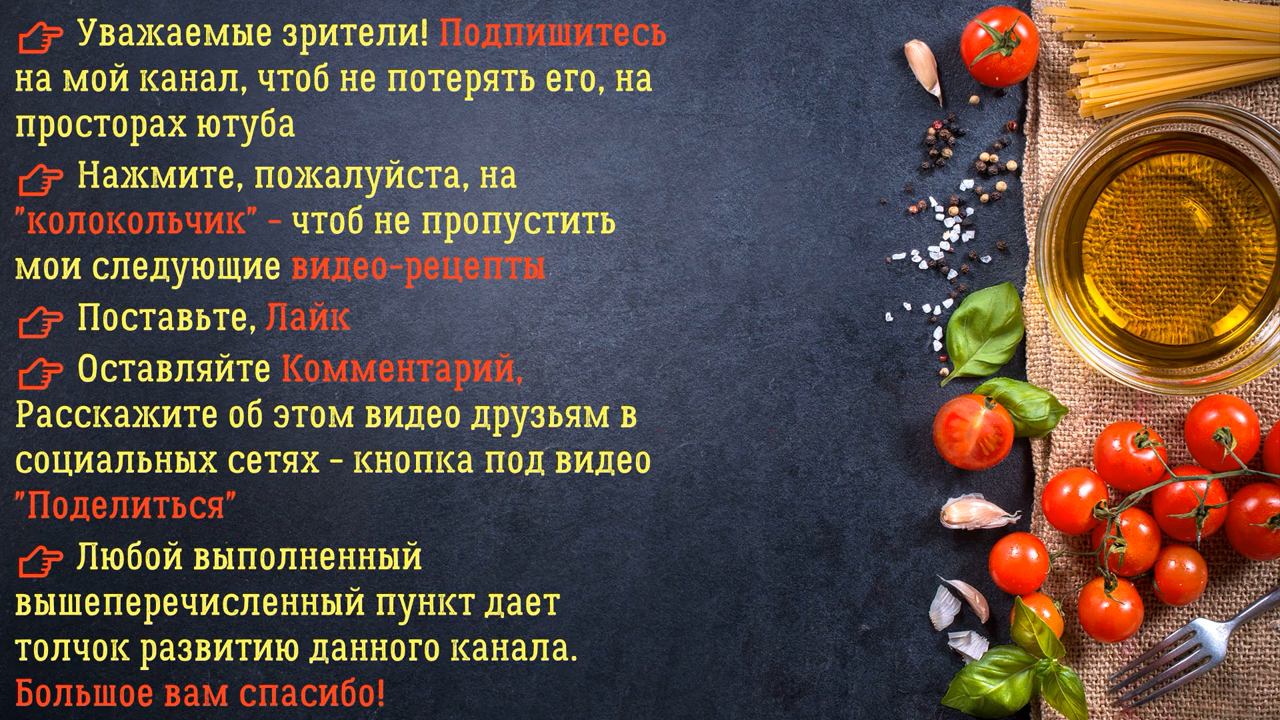 👉 Уважаемые зрители! Подпишитесь
на мой канал, чтоб не потерять его, на
просторах ютуба
👉 Нажмите, пожалуйста, на
"колокольчик" - чтоб не пропустить
мои следующие видео-рецепты
👉 Поставьте, Лайк
👉 Оставляйте Комментарий,
Расскажите об этом видео друзьям в
социальных сетях - кнопка под видео
"Поделиться"
👉 Любой выполненный
вышеперечисленный пункт дает
толчок развитию данного канала.
Большое вам спасибо!